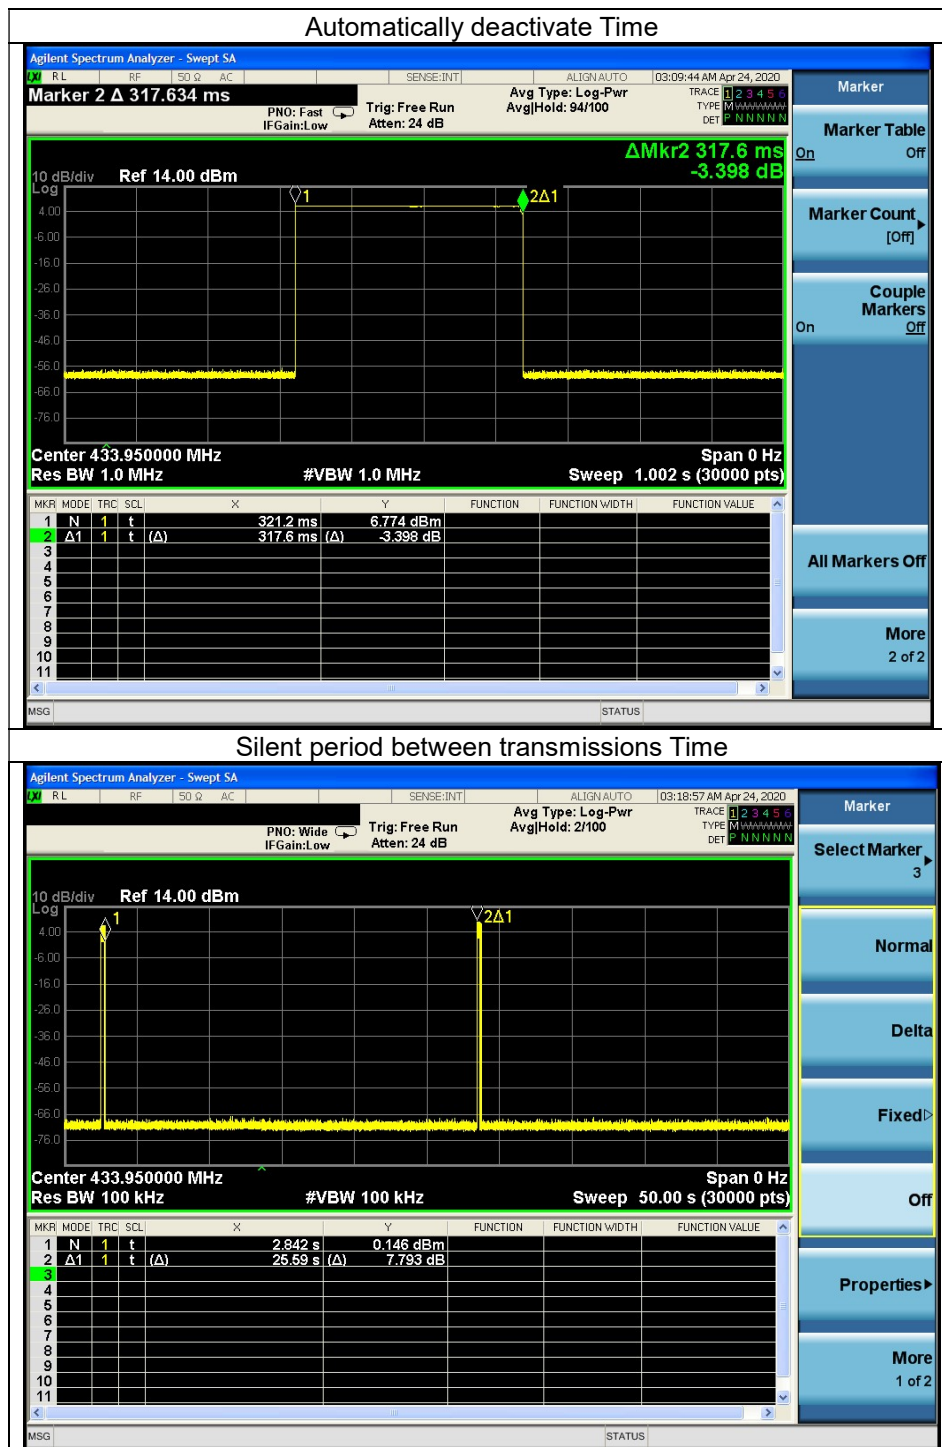 Automatically deactivate Time
Agilent Spectrum Analyzer - Swept SA
LXI RL RF 50 Ω AC SENSE:INT ALIGN AUTO 03:09:44 AM Apr 24, 2020
Marker 2 Δ 317.634 ms
PNO: Fast
IFGain:Low
Trig: Free Run
Atten: 24 dB
Avg Type: Log-Pwr
Avg|Hold: 94/100
TRACE 1 2 3 4 5 6
TYPE M WWWWW
DET P N N N N N
ΔMkr2 317.6 ms
-3.398 dB
10 dB/div Ref 14.00 dBm
Log
4.00
-6.00
-16.0
-26.0
-36.0
-46.0
-56.0
-66.0
-76.0
1
2Δ1
Center 433.950000 MHz Span 0 Hz
Res BW 1.0 MHz #VBW 1.0 MHz Sweep 1.002 s (30000 pts)
MKR MODE TRC SCL X Y FUNCTION FUNCTION WIDTH FUNCTION VALUE
1 N 1 t 321.2 ms 6.774 dBm
2 Δ1 1 t (Δ) 317.6 ms (Δ) -3.398 dB
3
4
5
6
7
8
9
10
11
MSG STATUS
Marker
Marker Table
On Off
Marker Count
[Off]
Couple
Markers
On Off
All Markers Off
More
2 of 2
Silent period between transmissions Time
Agilent Spectrum Analyzer - Swept SA
LXI RL RF 50 Ω AC SENSE:INT ALIGN AUTO 03:18:57 AM Apr 24, 2020
PNO: Wide
IFGain:Low
Trig: Free Run
Atten: 24 dB
Avg Type: Log-Pwr
Avg|Hold: 2/100
TRACE 1 2 3 4 5 6
TYPE M WWWWW
DET P N N N N N
10 dB/div Ref 14.00 dBm
Log
4.00
-6.00
-16.0
-26.0
-36.0
-46.0
-56.0
-66.0
-76.0
1
2Δ1
Center 433.950000 MHz Span 0 Hz
Res BW 100 kHz #VBW 100 kHz Sweep 50.00 s (30000 pts)
MKR MODE TRC SCL X Y FUNCTION FUNCTION WIDTH FUNCTION VALUE
1 N 1 t 2.842 s 0.146 dBm
2 Δ1 1 t (Δ) 25.59 s (Δ) 7.793 dB
3
4
5
6
7
8
9
10
11
MSG STATUS
Marker
Select Marker
3
Normal
Delta
Fixed
Off
Properties
More
1 of 2